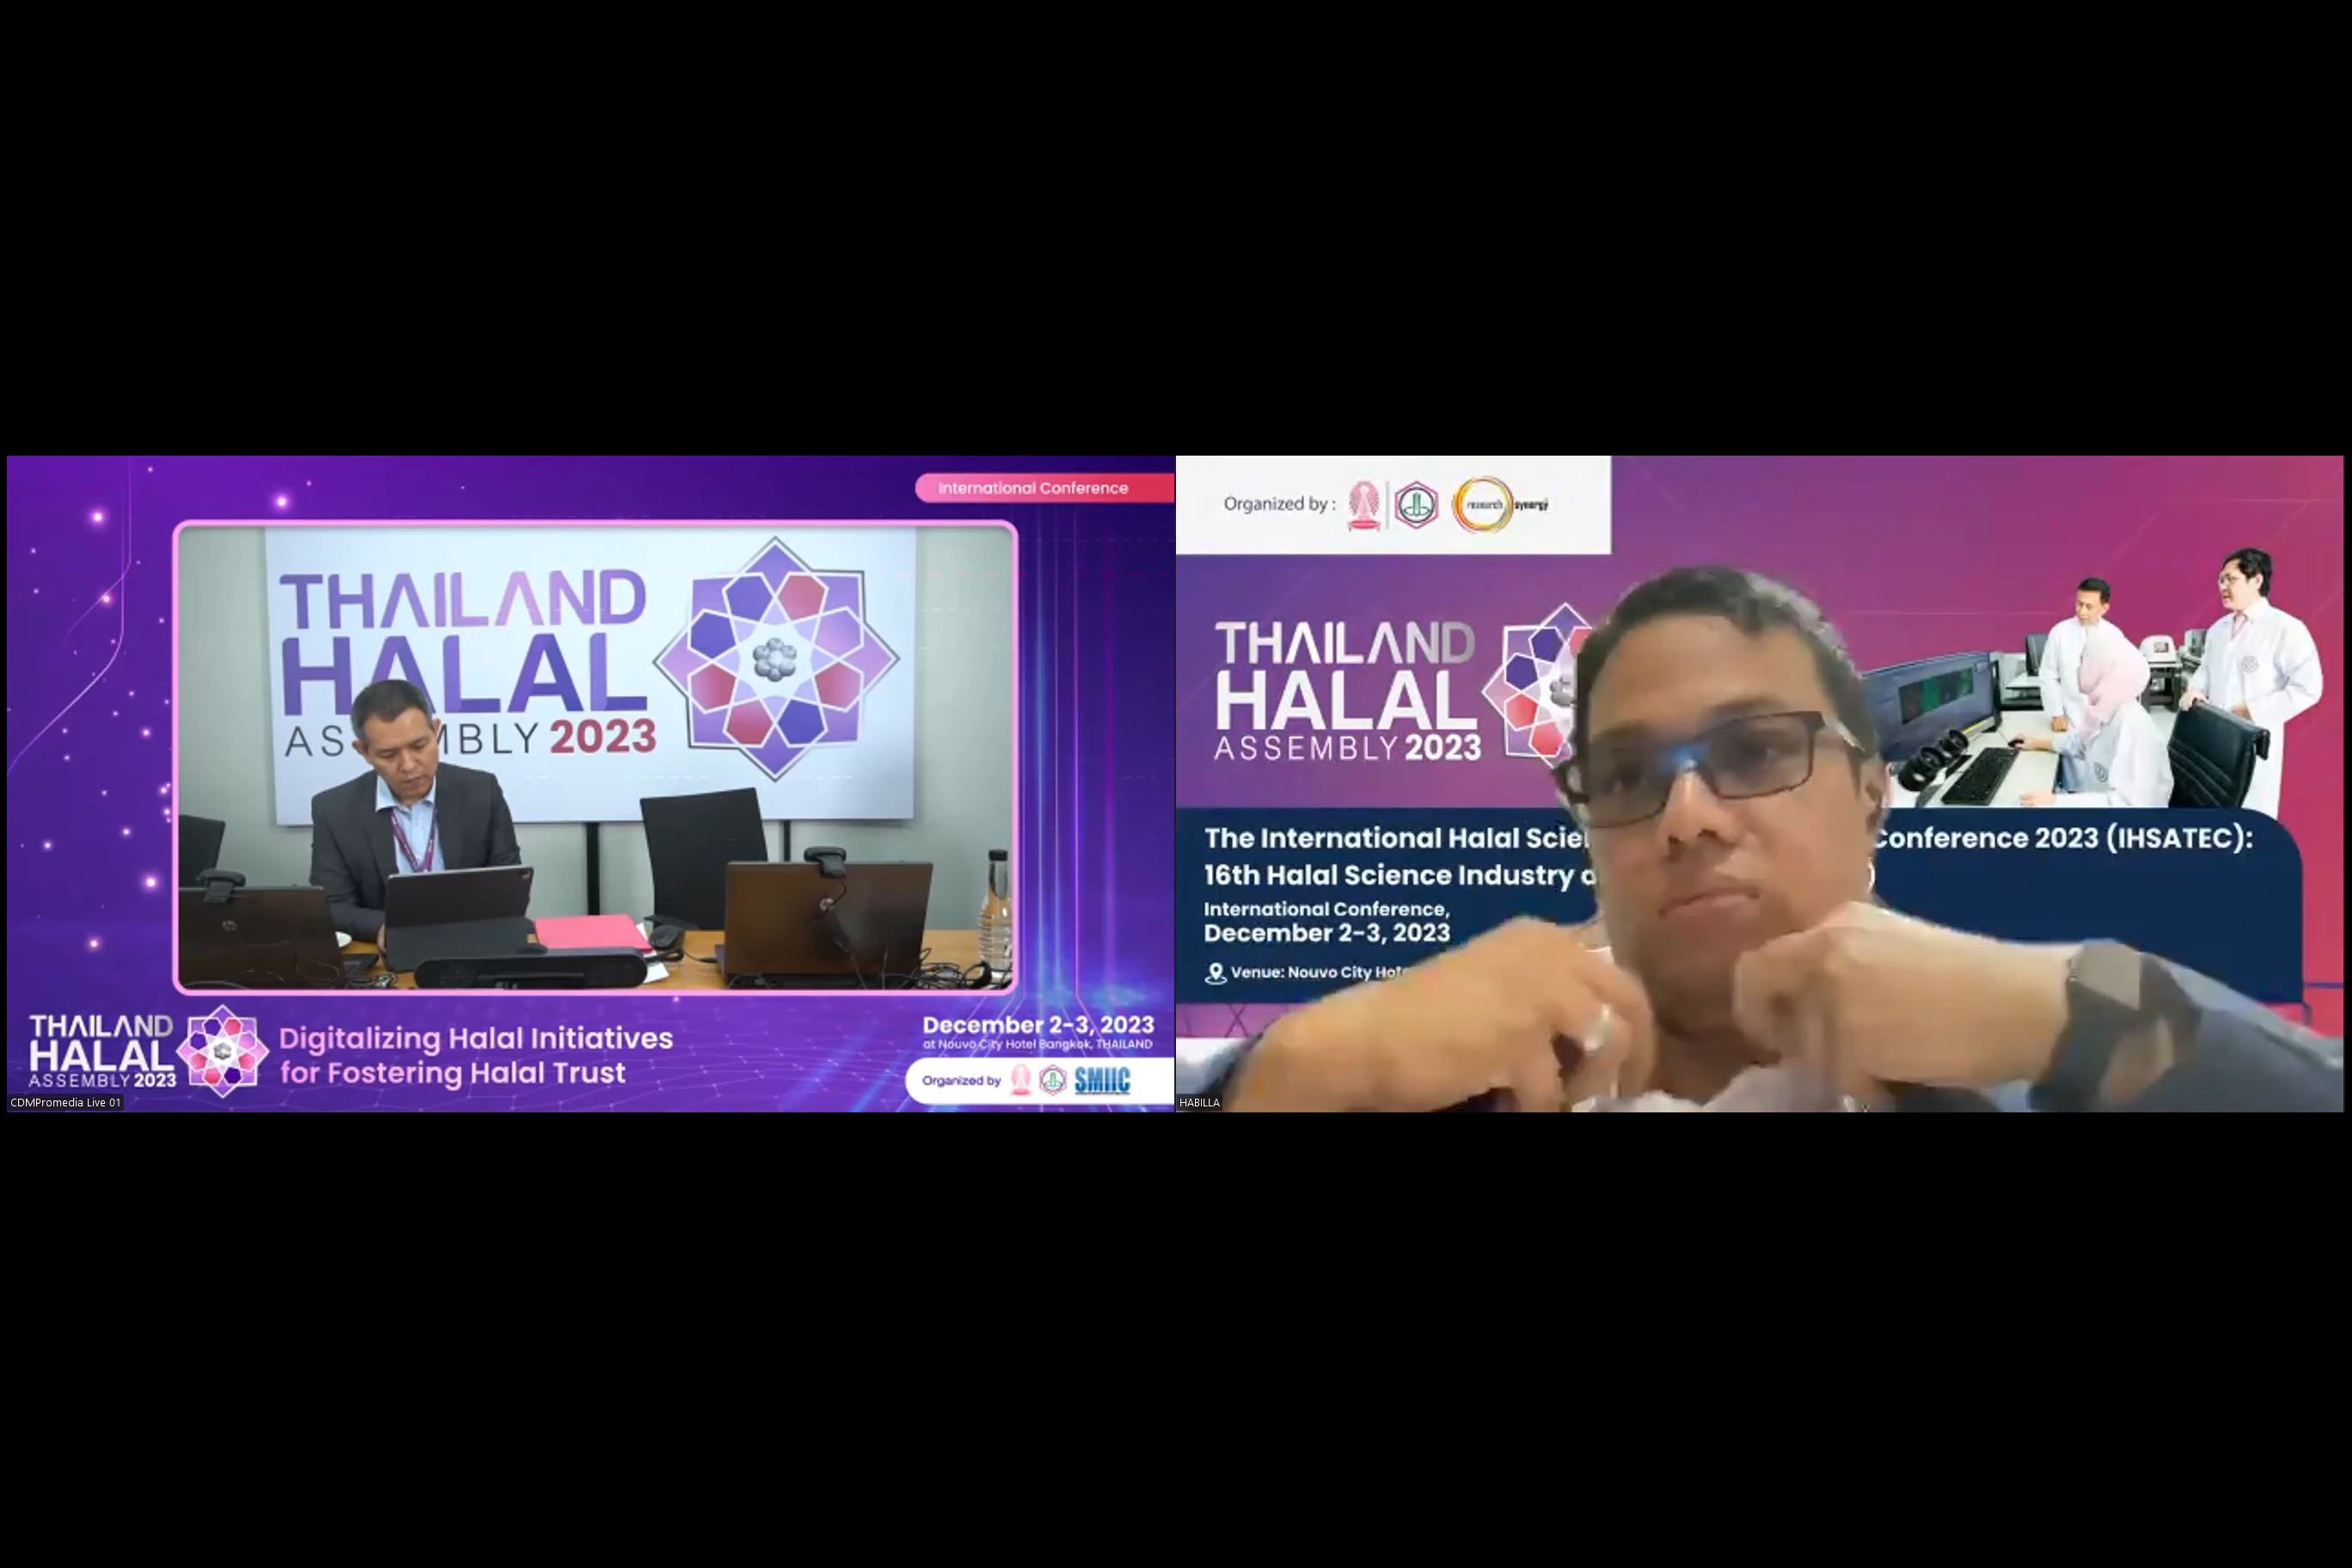 International Conference
THAILAND
HALAL
AS MBLY 2023
THAILAND
HALAL
ASSEMBLY 2023
Digitalizing Halal Initiatives
for Fostering Halal Trust
December 2-3, 2023
at Nouvo City Hotel Bangkok, THAILAND
Organized by
SMIIC
CDMPromedia Live 01
Organized by :
research synergy
THAILAND
HALAL
ASSEMBLY 2023
The International Halal Scie Conference 2023 (IHSATEC):
16th Halal Science Industry a )
International Conference,
December 2-3, 2023
Venue: Nouvo City Hote
HABILLA